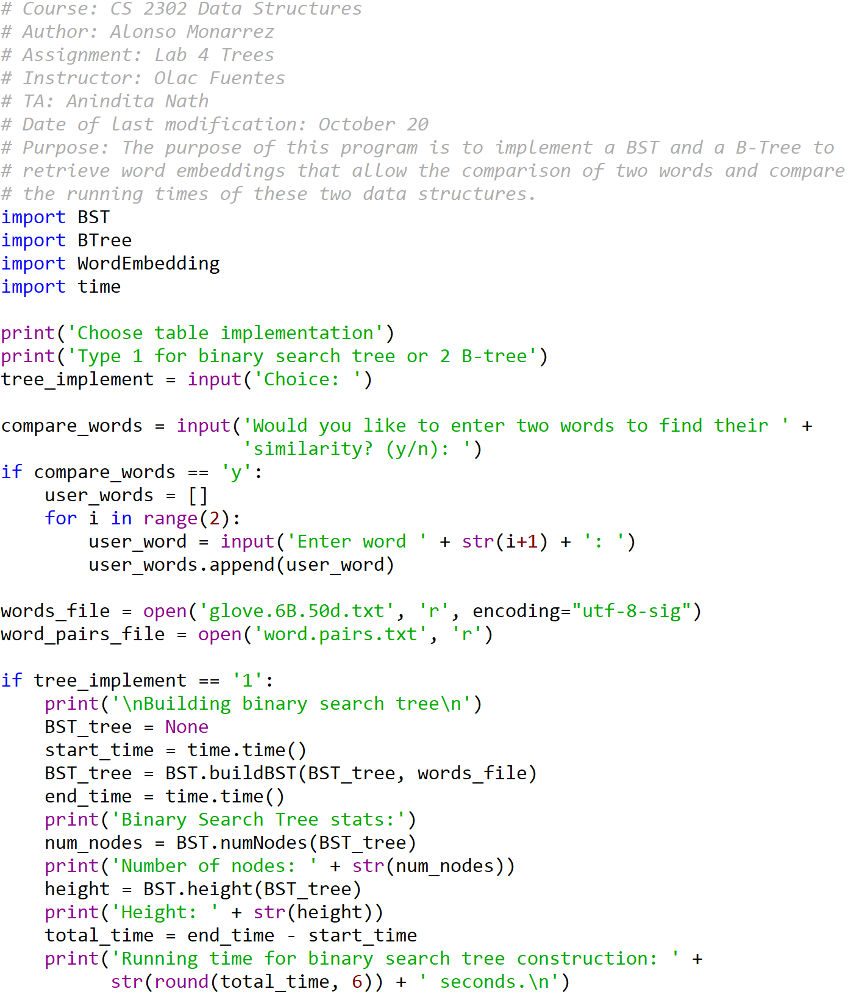 # Course: CS 2302 Data Structures
# Author: Alonso Monarrez
# Assignment: Lab 4 Trees
# Instructor: Olac Fuentes
# TA: Anindita Nath
# Date of last modification: October 20
# Purpose: The purpose of this program is to implement a BST and a B-Tree to
# retrieve word embeddings that allow the comparison of two words and compare
# the running times of these two data structures.
import BST
import BTree
import WordEmbedding
import time

print('Choose table implementation')
print('Type 1 for binary search tree or 2 B-tree')
tree_implement = input('Choice: ')

compare_words = input('Would you like to enter two words to find their ' +
                      'similarity? (y/n): ')
if compare_words == 'y':
    user_words = []
    for i in range(2):
        user_word = input('Enter word ' + str(i+1) + ': ')
        user_words.append(user_word)

words_file = open('glove.6B.50d.txt', 'r', encoding="utf-8-sig")
word_pairs_file = open('word.pairs.txt', 'r')

if tree_implement == '1':
    print('\nBuilding binary search tree\n')
    BST_tree = None
    start_time = time.time()
    BST_tree = BST.buildBST(BST_tree, words_file)
    end_time = time.time()
    print('Binary Search Tree stats:')
    num_nodes = BST.numNodes(BST_tree)
    print('Number of nodes: ' + str(num_nodes))
    height = BST.height(BST_tree)
    print('Height: ' + str(height))
    total_time = end_time - start_time
    print('Running time for binary search tree construction: ' +
          str(round(total_time, 6)) + ' seconds.\n')